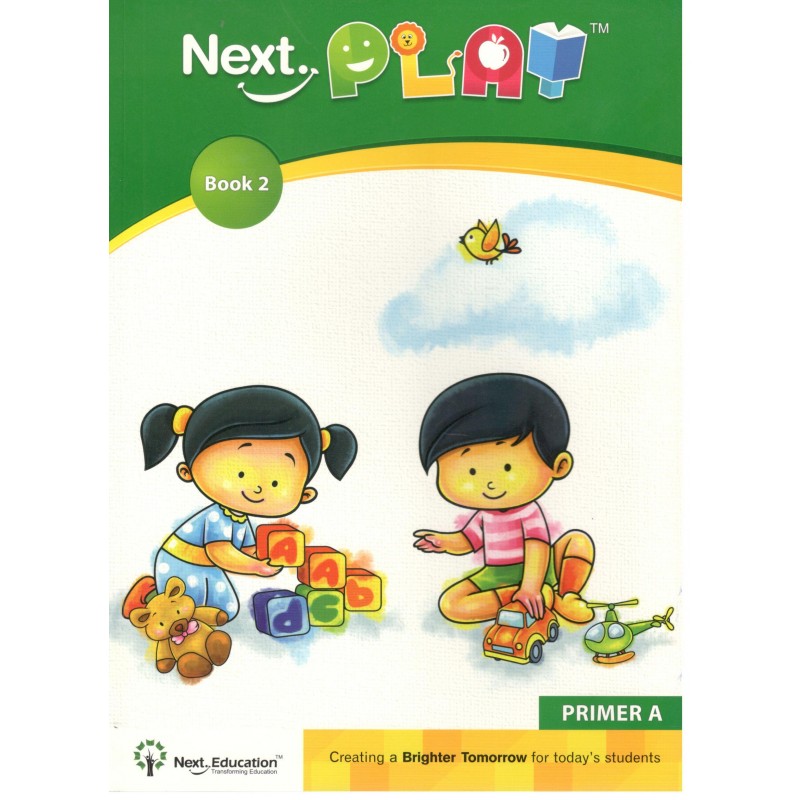 Next.. PLAY™
Book 2
A
A b
d c
PRIMER A
Next..Education™
Transforming Education
Creating a Brighter Tomorrow for today's students